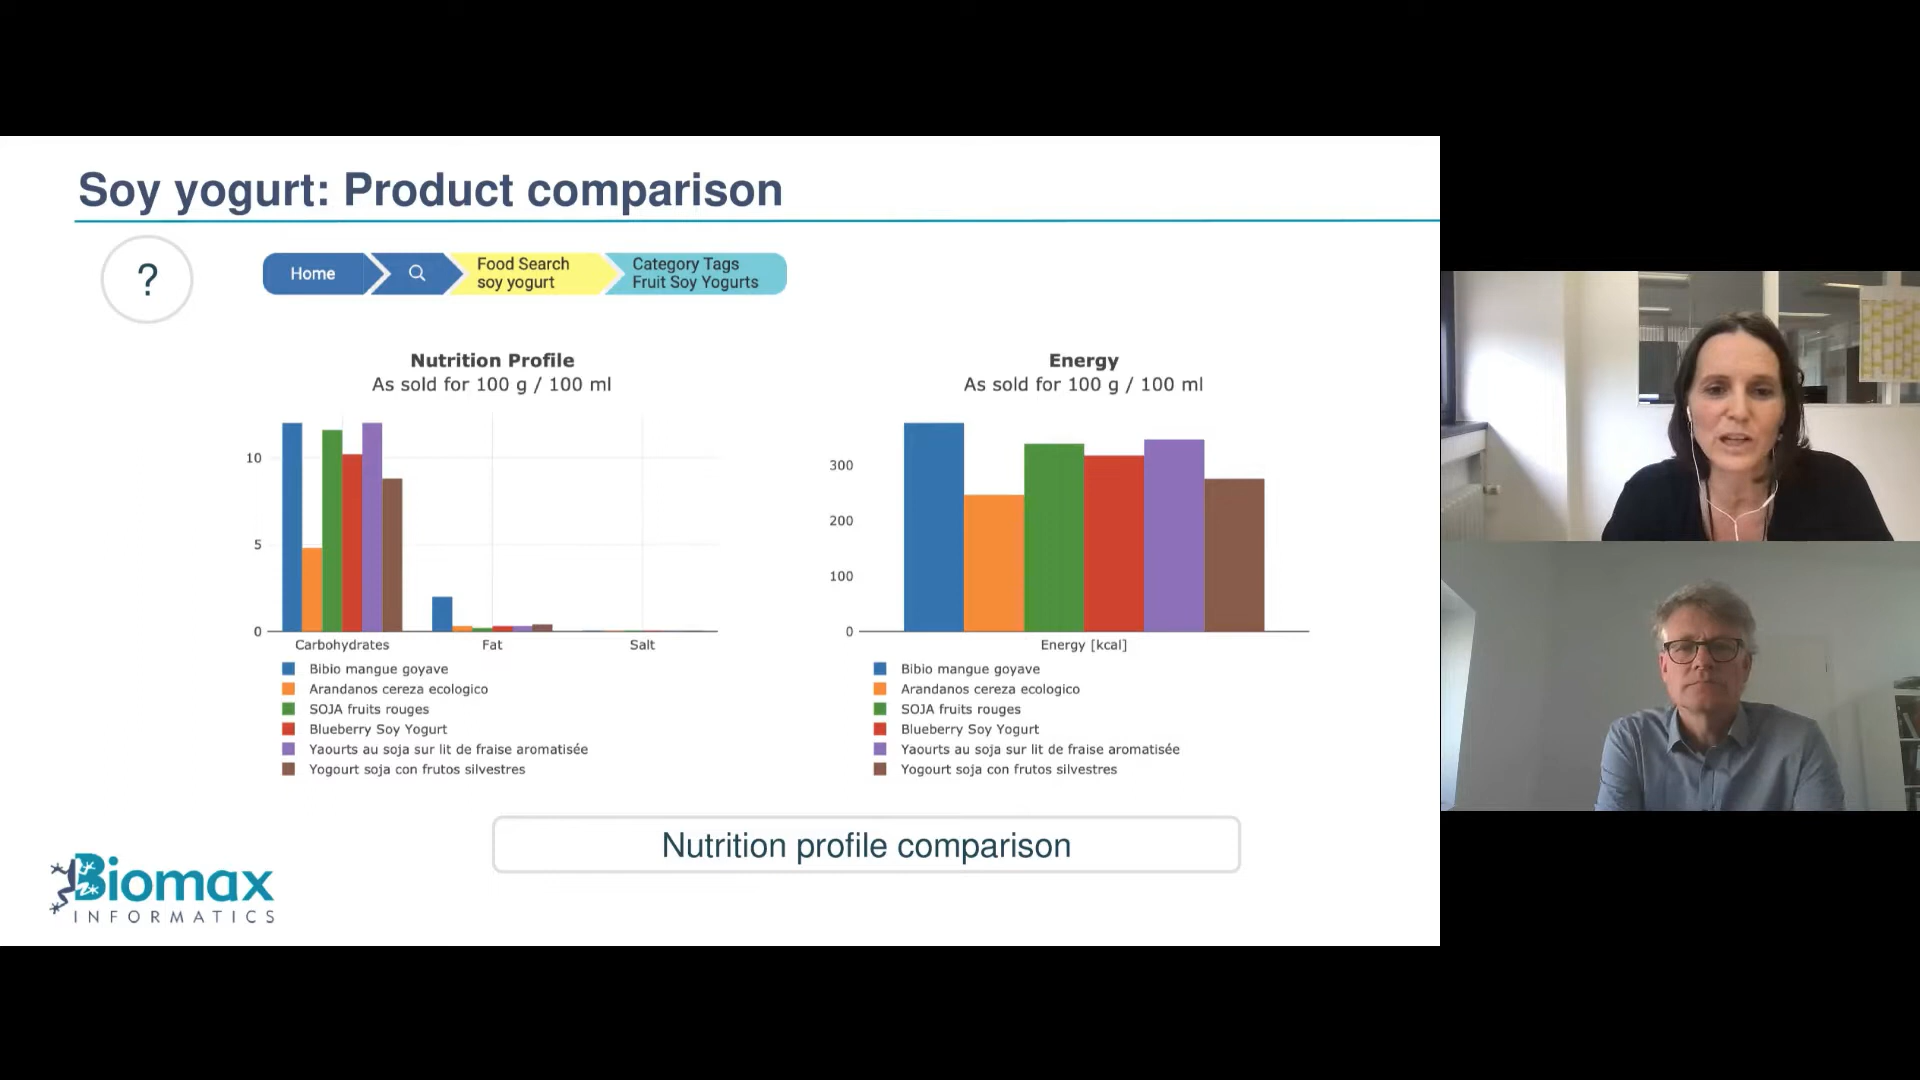 Soy yogurt: Product comparison
?
Home
Food Search
soy yogurt
Category Tags
Fruit Soy Yogurts
Nutrition Profile
As sold for 100 g / 100 ml
10
5
0
Carbohydrates
Fat
Salt
Bibio mangue goyave
Arandanos cereza ecologico
SOJA fruits rouges
Blueberry Soy Yogurt
Yaourts au soja sur lit de fraise aromatisée
Yogourt soja con frutos silvestres
Energy
As sold for 100 g / 100 ml
300
200
100
0
Energy [kcal]
Bibio mangue goyave
Arandanos cereza ecologico
SOJA fruits rouges
Blueberry Soy Yogurt
Yaourts au soja sur lit de fraise aromatisée
Yogourt soja con frutos silvestres
Nutrition profile comparison
Biomax
INFORMATICS